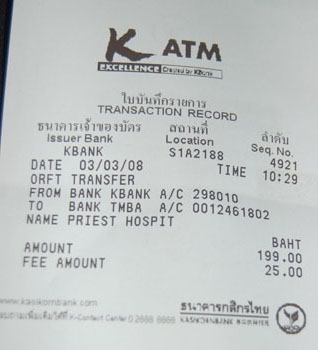 K ATM
EXCELLENCE Created by KBank
ใบบันทึกรายการ
TRANSACTION RECORD
ธนาคารเจ้าของบัตร สถานที่ ลำดับ
Issuer Bank Location Seq. No.
KBANK S1A2188 4921
DATE 03/03/08 TIME 10:29
ORFT TRANSFER
FROM BANK KBANK A/C 298010
TO BANK TMBA A/C 0012461802
NAME PRIEST HOSPIT
BAHT
AMOUNT 199.00
FEE AMOUNT 25.00
www.kasikornbank.com ธนาคารกสิกรไทย
K-Contact Center 0 2888 8888